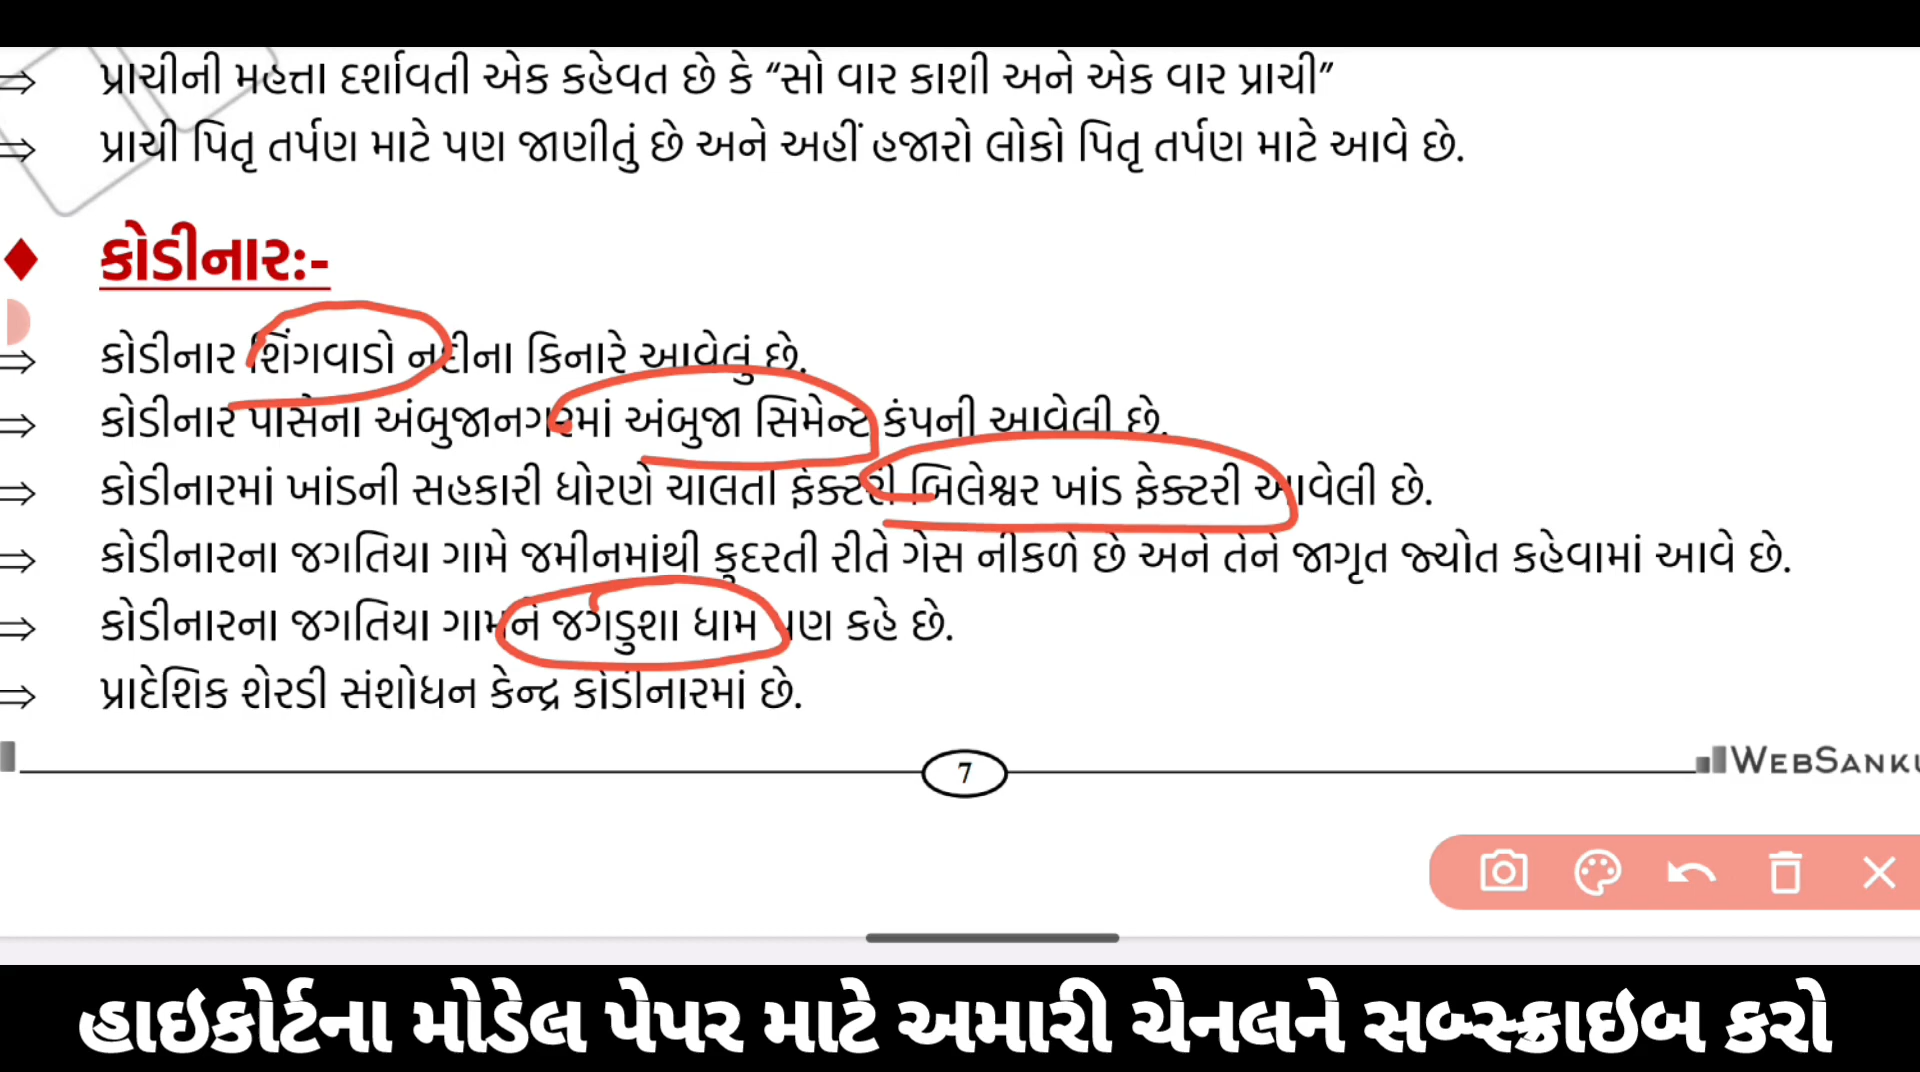 ⇒ પ્રાચીની મહત્તા દર્શાવતી એક કહેવત છે કે “સો વાર કાશી અને એક વાર પ્રાચી”
⇒ પ્રાચી પિતૃ તર્પણ માટે પણ જાણીતું છે અને અહીં હજારો લોકો પિતૃ તર્પણ માટે આવે છે.
♦ કોડીનાર:-
⇒ કોડીનાર શિંગવાડો નદીના કિનારે આવેલું છે.
⇒ કોડીનાર પાસેના અંબુજાનગરમાં અંબુજા સિમેન્ટ કંપની આવેલી છે.
⇒ કોડીનારમાં ખાંડની સહકારી ધોરણે ચાલતી ફેક્ટરી બિલેશ્વર ખાંડ ફેક્ટરી આવેલી છે.
⇒ કોડીનારના જગતિયા ગામે જમીનમાંથી કુદરતી રીતે ગેસ નીકળે છે અને તેને જાગૃત જ્યોત કહેવામાં આવે છે.
⇒ કોડીનારના જગતિયા ગામને જગડુશા ધામ પણ કહે છે.
⇒ પ્રાદેશિક શેરડી સંશોધન કેન્દ્ર કોડીનારમાં છે.
7
WEBSANKU
હાઇકોર્ટના મોડેલ પેપર માટે અમારી ચેનલને સબ્સ્ક્રાઇબ કરો